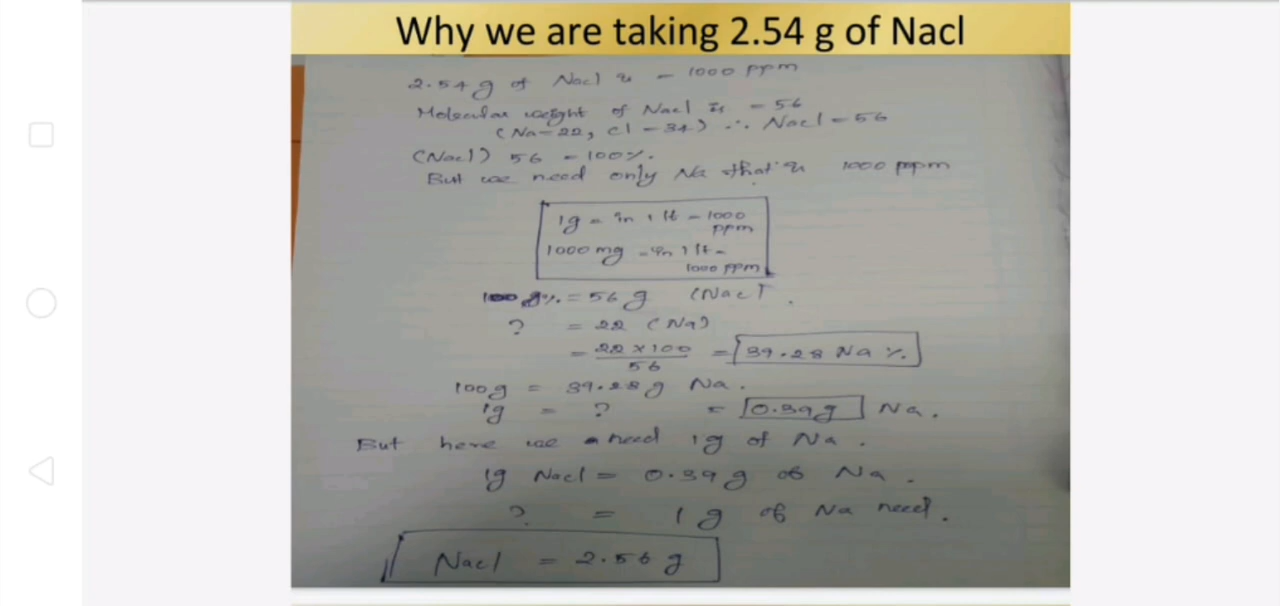 Why we are taking 2.54 g of Nacl
2.54 g of Nacl is - 1000 ppm
Molecular weight of Nacl is - 56
(Na-22, Cl-34) ∴ Nacl-56
(Nacl) 56 - 100%.
But we need only Na that is 1000 ppm
1g - in 1 lt - 1000
ppm
1000 mg - in 1 lt -
1000 ppm
100 g%. = 56 g (Nacl)
? = 22 (Na)
= 22 x 100 / 56 = 39.28 Na %.
100g = 39.28g Na.
1g = ? = 0.39g Na.
But here we need 1g of Na.
1g Nacl = 0.39 g of Na.
? = 1 g of Na need.
Nacl = 2.56 g